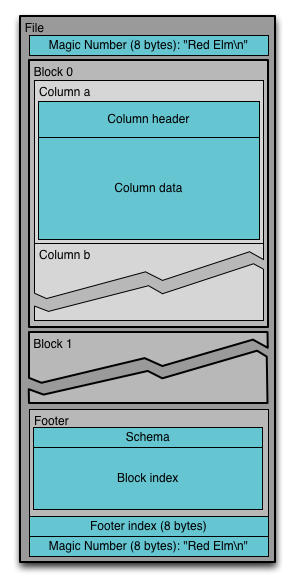 File
Magic Number (8 bytes): "Red Elm\n"
Block 0
Column a
Column header
Column data
Column b
Block 1
Footer
Schema
Block index
Footer index (8 bytes)
Magic Number (8 bytes): "Red Elm\n"